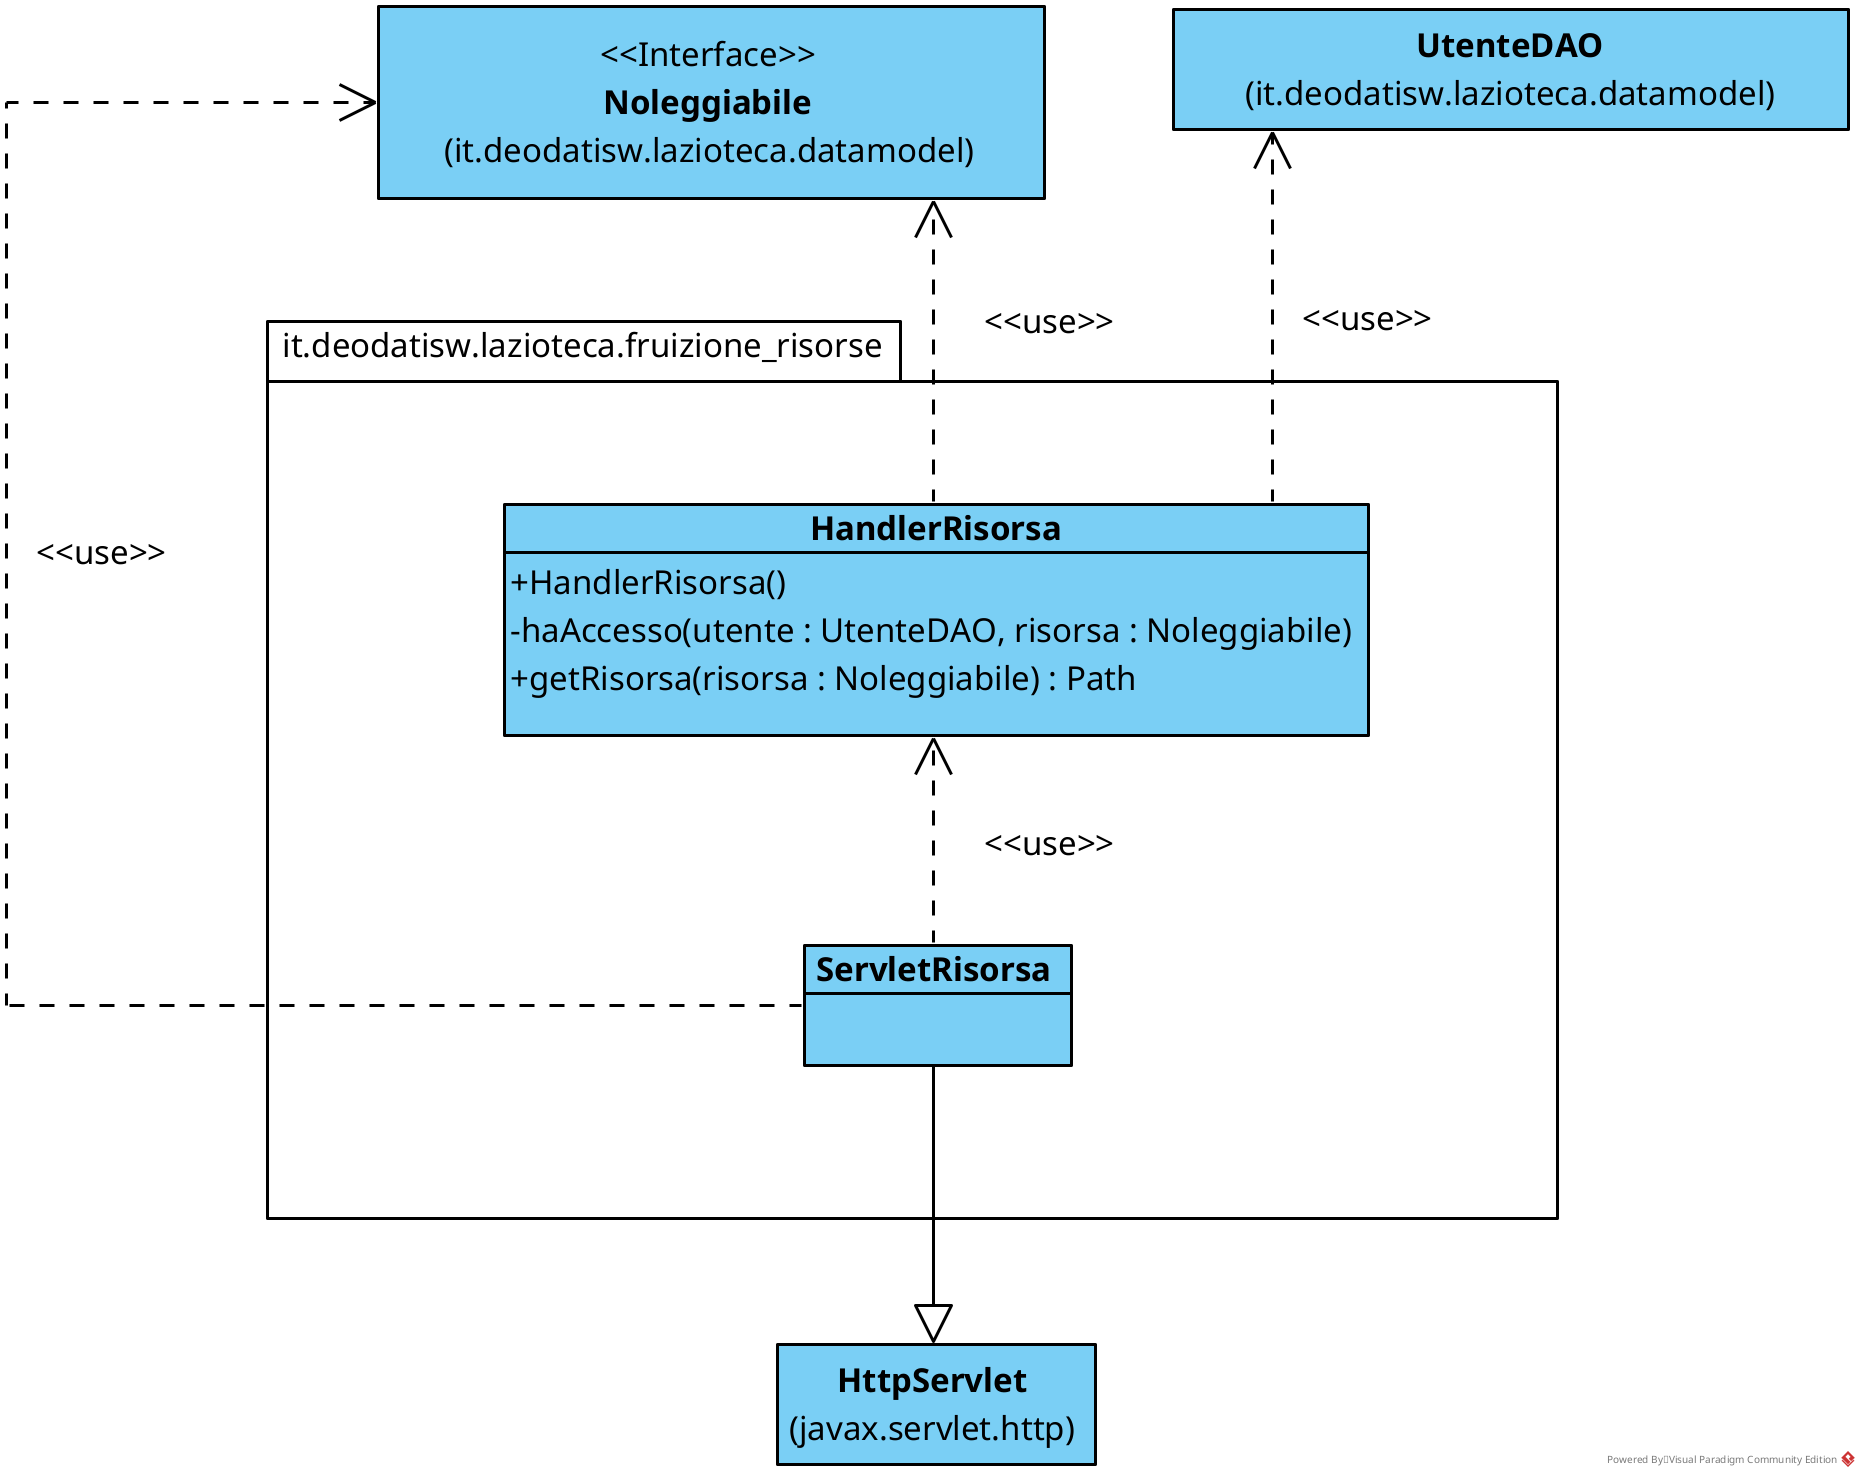 <<Interface>>
Noleggiabile
(it.deodatisw.lazioteca.datamodel)
UtenteDAO
(it.deodatisw.lazioteca.datamodel)
<<use>>
<<use>>
it.deodatisw.lazioteca.fruizione_risorse
<<use>>
HandlerRisorsa
+HandlerRisorsa()
-haAccesso(utente : UtenteDAO, risorsa : Noleggiabile)
+getRisorsa(risorsa : Noleggiabile) : Path
<<use>>
ServletRisorsa
HttpServlet
(javax.servlet.http)
Powered By Visual Paradigm Community Edition